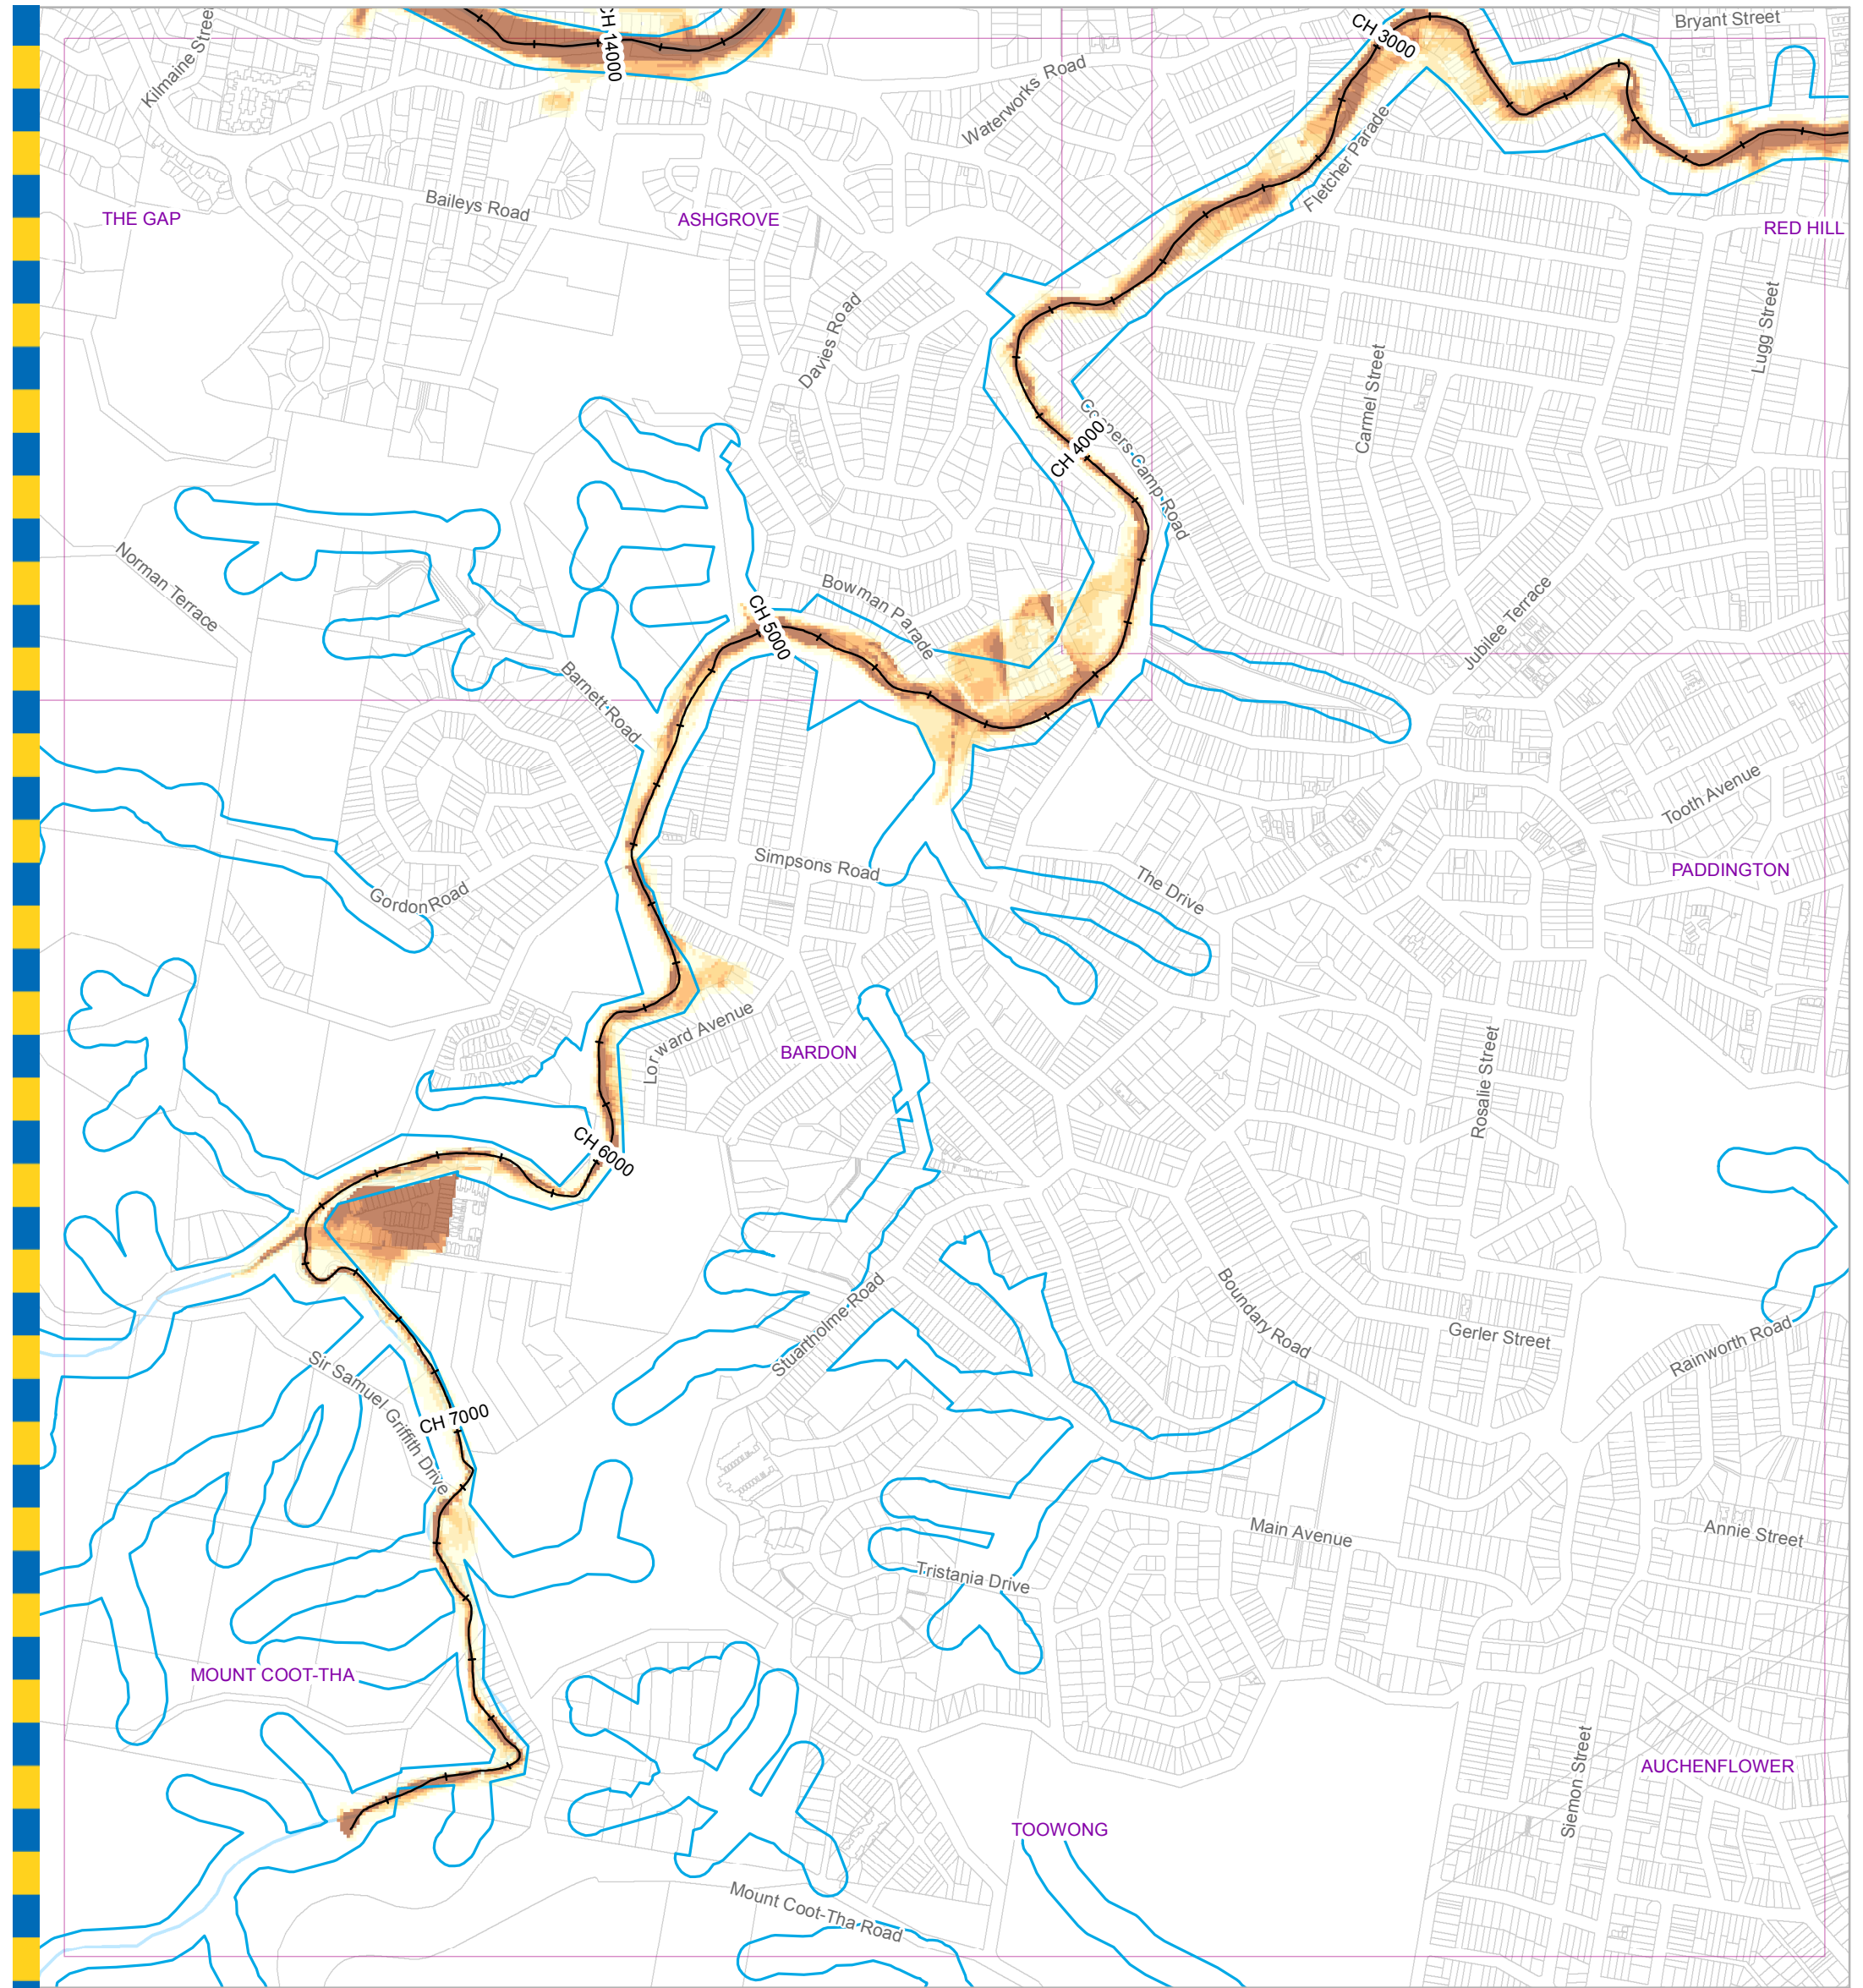 CH 14000
CH 3000
Bryant Street
Kilmaine Street
Waterworks Road
Fletcher Parade
Baileys Road
THE GAP
ASHGROVE
RED HILL
Davies Road
Lugg Street
Carmel Street
CH 4000
Coopers Camp Road
Norman Terrace
Bowman Parade
CH 5000
Jubilee Terrace
Barnett Road
Tooth Avenue
Simpsons Road
The Drive
PADDINGTON
Gordon Road
Lorward Avenue
BARDON
Rosalie Street
CH 6000
Stuartholme Road
Boundary Road
Gerler Street
Rainworth Road
Sir Samuel Griffith Drive
CH 7000
Main Avenue
Annie Street
Tristania Drive
MOUNT COOT-THA
Siemon Street
AUCHENFLOWER
TOOWONG
Mount Coot-Tha Road